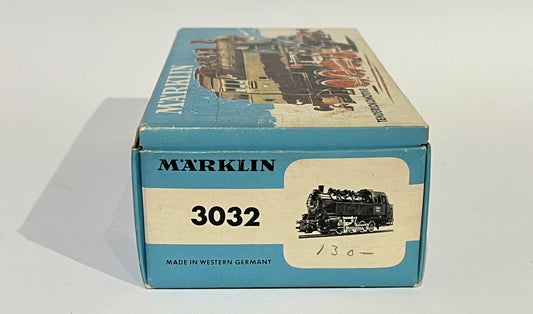 MÄRKLIN
MÄRKLIN
3032
130-
MADE IN WESTERN GERMANY